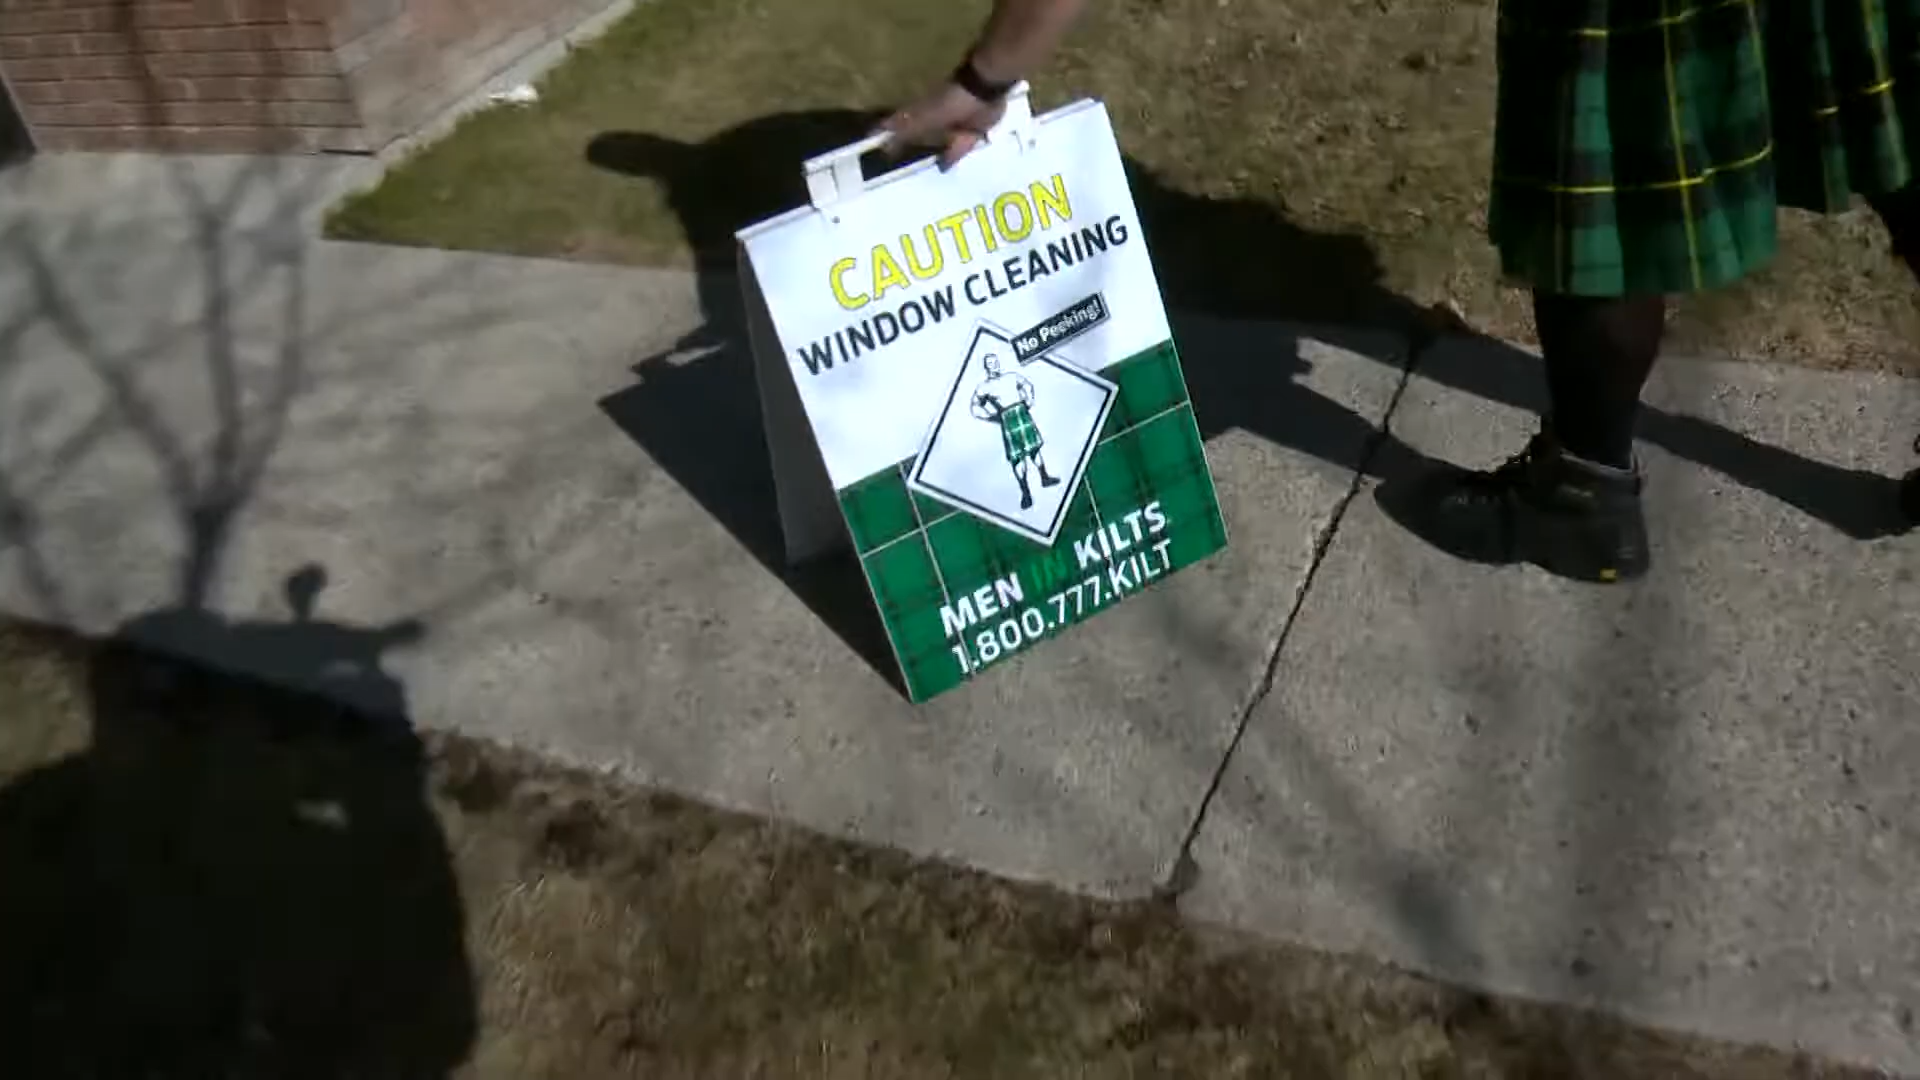 CAUTION
WINDOW CLEANING
No Peeking!
MEN IN KILTS
1.800.777.KILT